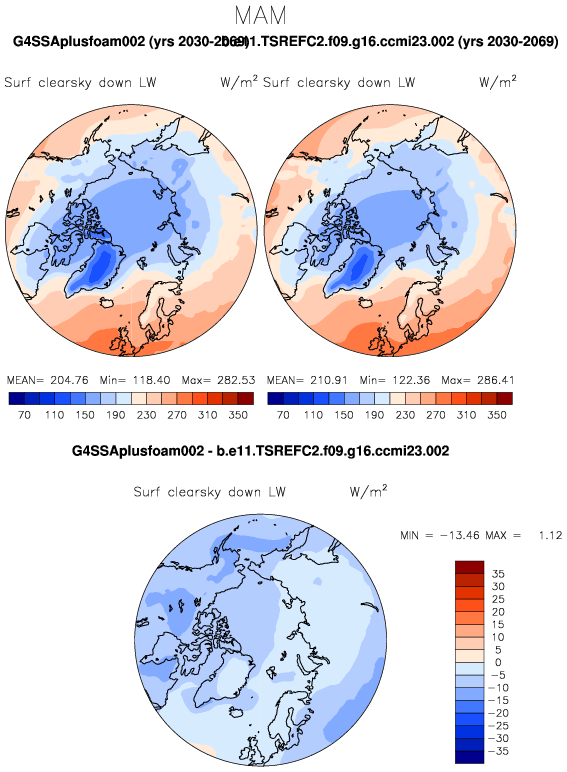 MAM
G4SSAplusfoam002 (yrs 2030-2069) b.e11.TSREFC2.f09.g16.ccmi23.002 (yrs 2030-2069)
Surf clearsky down LW W/m² Surf clearsky down LW W/m²
MEAN= 204.76 Min= 118.40 Max= 282.53 MEAN= 210.91 Min= 122.36 Max= 286.41
70 110 150 190 230 270 310 350 70 110 150 190 230 270 310 350
G4SSAplusfoam002 - b.e11.TSREFC2.f09.g16.ccmi23.002
Surf clearsky down LW W/m²
MIN = −13.46 MAX = 1.12
35
30
25
20
15
10
5
0
−5
−10
−15
−20
−25
−30
−35